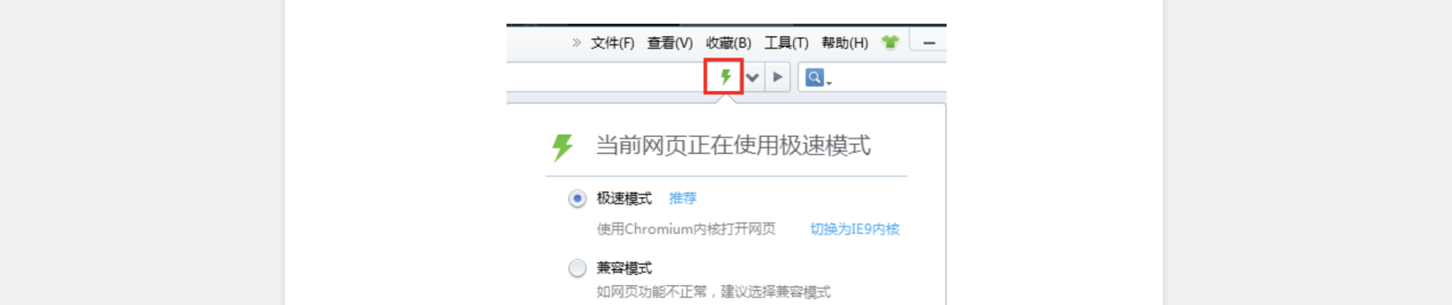 » 文件(F) 查看(V) 收藏(B) 工具(T) 帮助(H)
当前网页正在使用极速模式
极速模式 推荐
使用Chromium内核打开网页 切换为IE9内核
兼容模式
如网页功能不正常，建议选择兼容模式